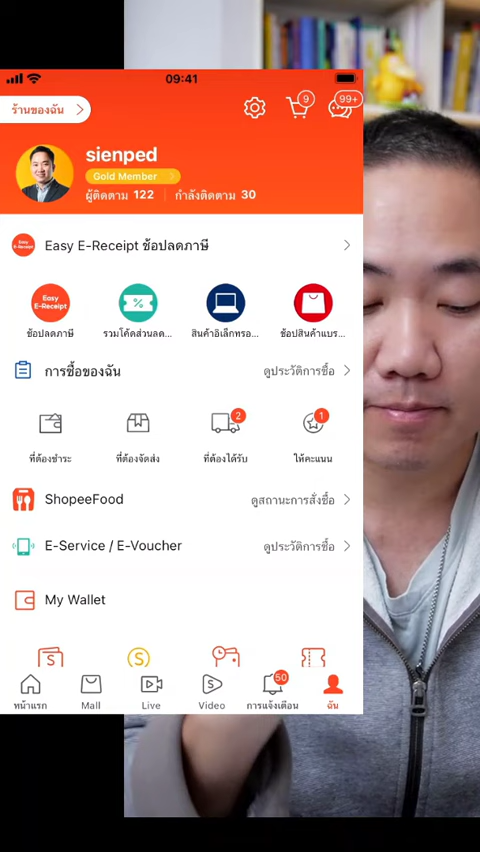 09:41
ร้านของฉัน
9
99+
sienped
Gold Member
ผู้ติดตาม 122 กำลังติดตาม 30
Easy E-Receipt
Easy E-Receipt ช้อปลดภาษี
Easy
E-Receipt
ช้อปลดภาษี
รวมโค้ดส่วนลด...
สินค้าอิเล็กทรอ...
ช้อปสินค้าแบร...
การซื้อของฉัน
ดูประวัติการซื้อ
2
1
ที่ต้องชำระ
ที่ต้องจัดส่ง
ที่ต้องได้รับ
ให้คะแนน
ShopeeFood
ดูสถานะการสั่งซื้อ
E-Service / E-Voucher
ดูประวัติการซื้อ
My Wallet
50
หน้าแรก
Mall
Live
Video
การแจ้งเตือน
ฉัน